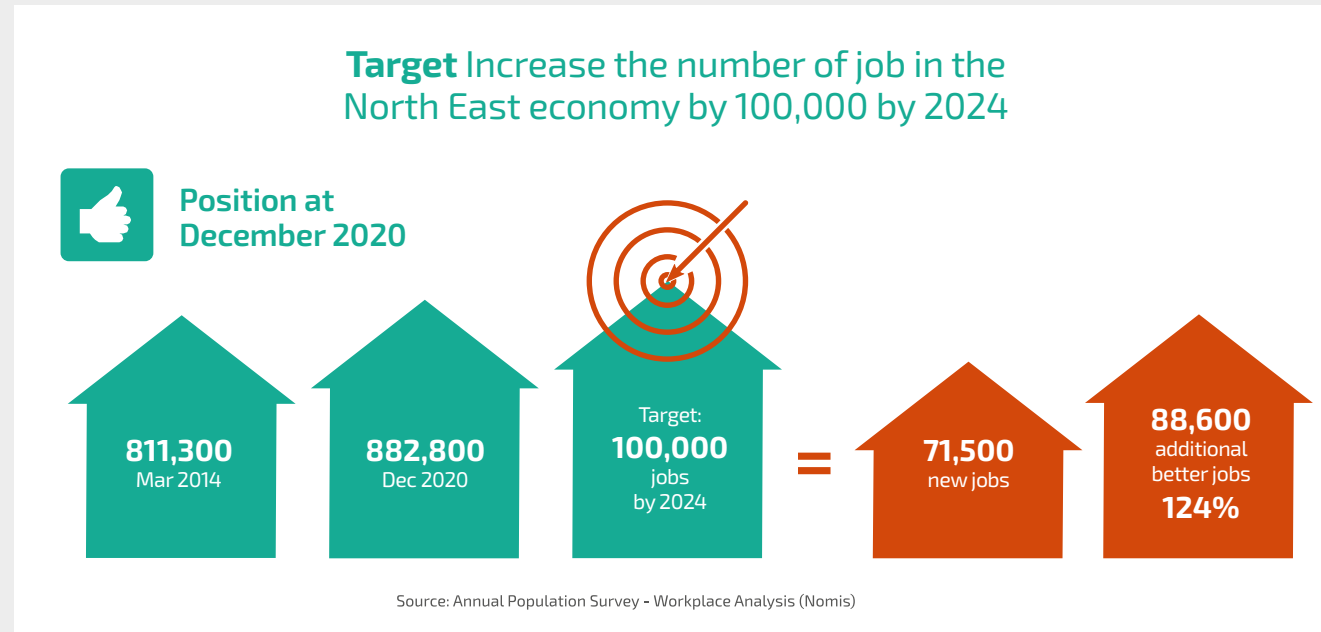 Target Increase the number of job in the
North East economy by 100,000 by 2024
Position at
December 2020
811,300
Mar 2014
882,800
Dec 2020
Target:
100,000
jobs
by 2024
=
71,500
new jobs
88,600
additional
better jobs
124%
Source: Annual Population Survey - Workplace Analysis (Nomis)